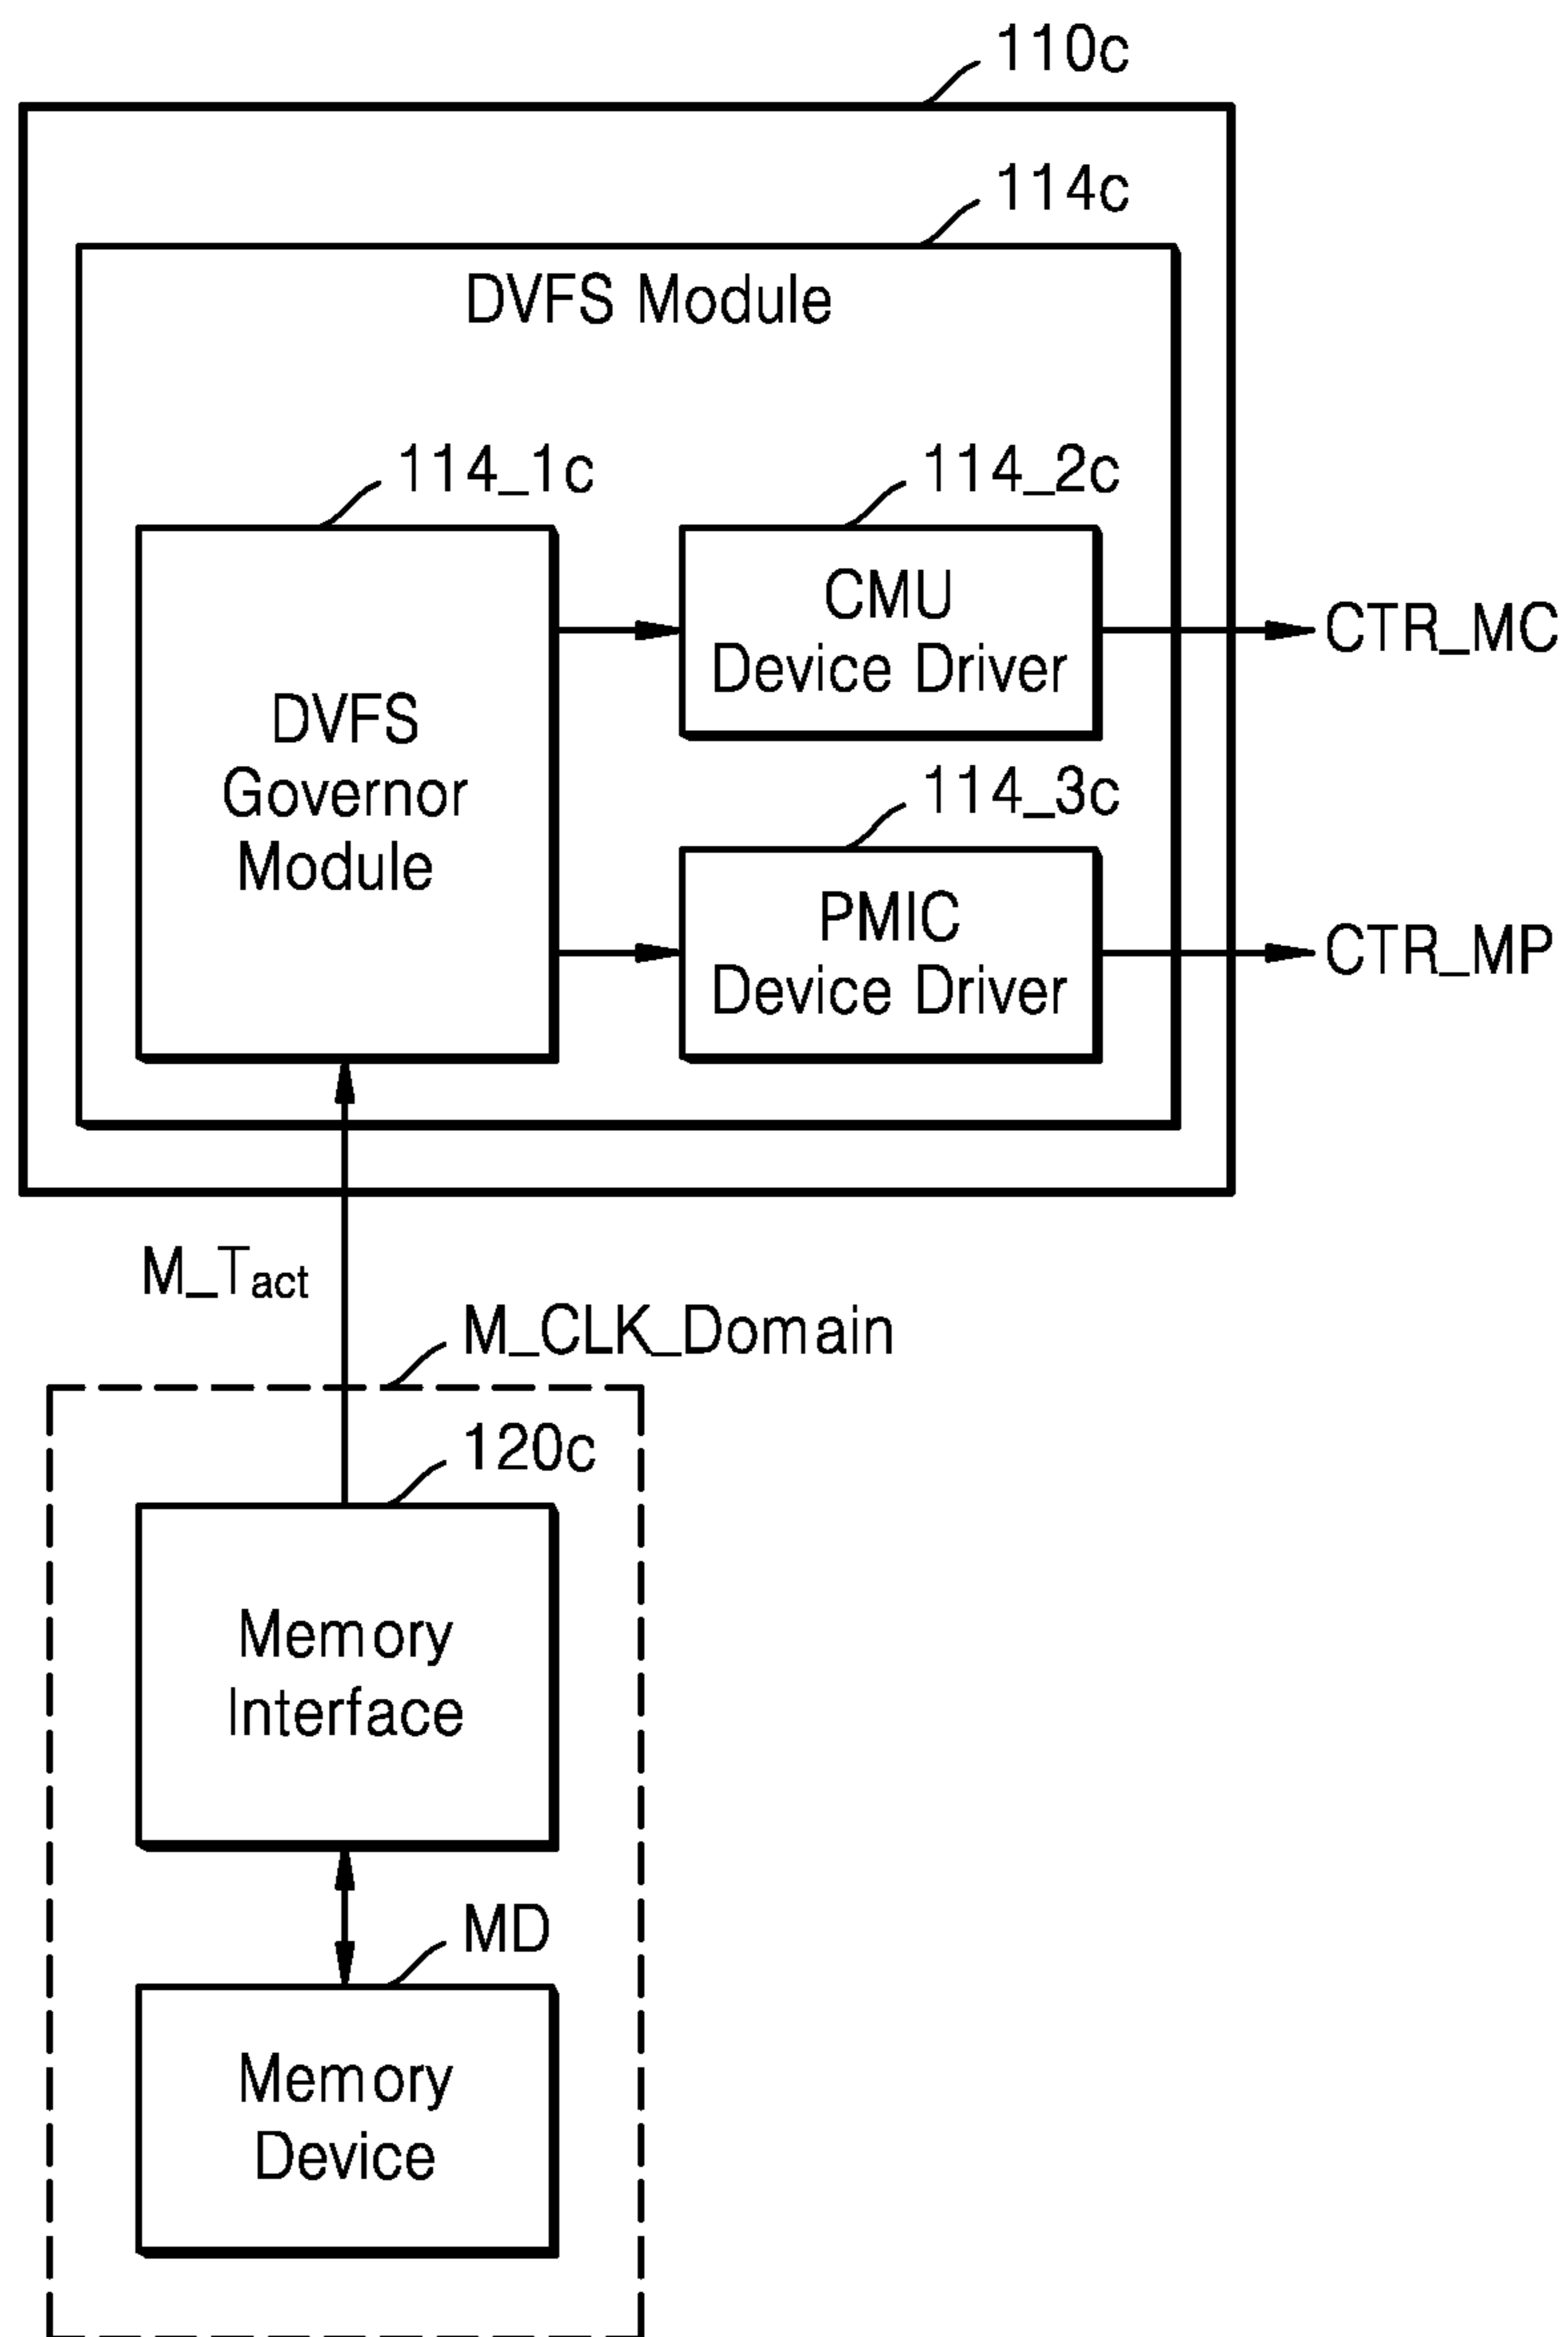 110c
114c
DVFS Module
114_1c
114_2c
DVFS
Governor
Module
CMU
Device Driver
CTR_MC
114_3c
PMIC
Device Driver
CTR_MP
M_Tact
M_CLK_Domain
120c
Memory
Interface
MD
Memory
Device